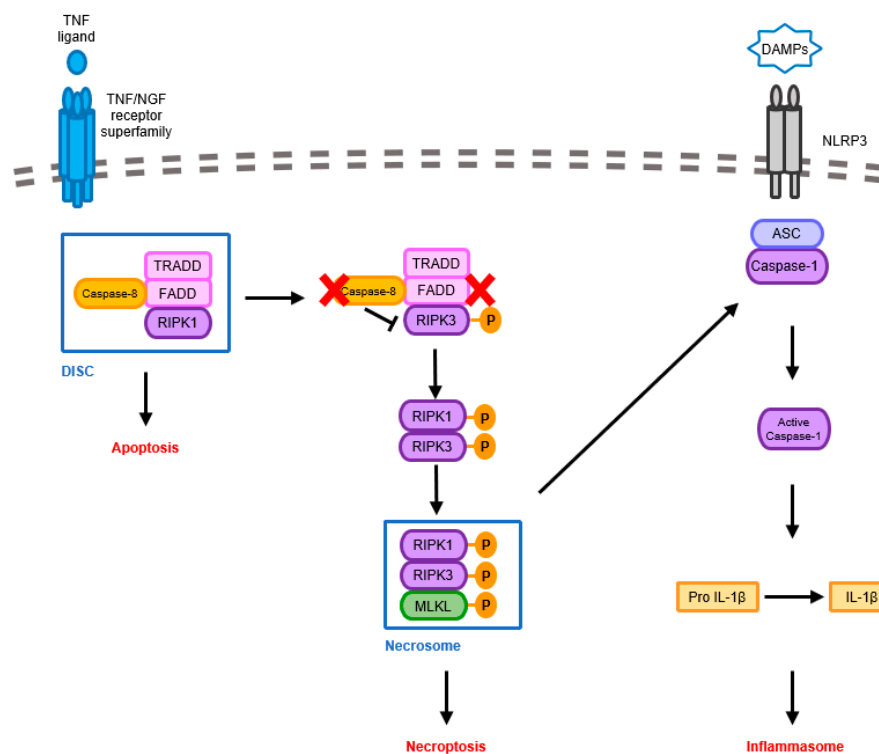 TNF
ligand
TNF/NGF
receptor
superfamily
DAMPs
NLRP3
TRADD
Caspase-8
FADD
RIPK1
DISC
Apoptosis
TRADD
Caspase-8
FADD
RIPK3
P
RIPK1
P
RIPK3
P
RIPK1
P
RIPK3
P
MLKL
P
Necrosome
Necroptosis
ASC
Caspase-1
Active
Caspase-1
Pro IL-1β
IL-1β
Inflammasome